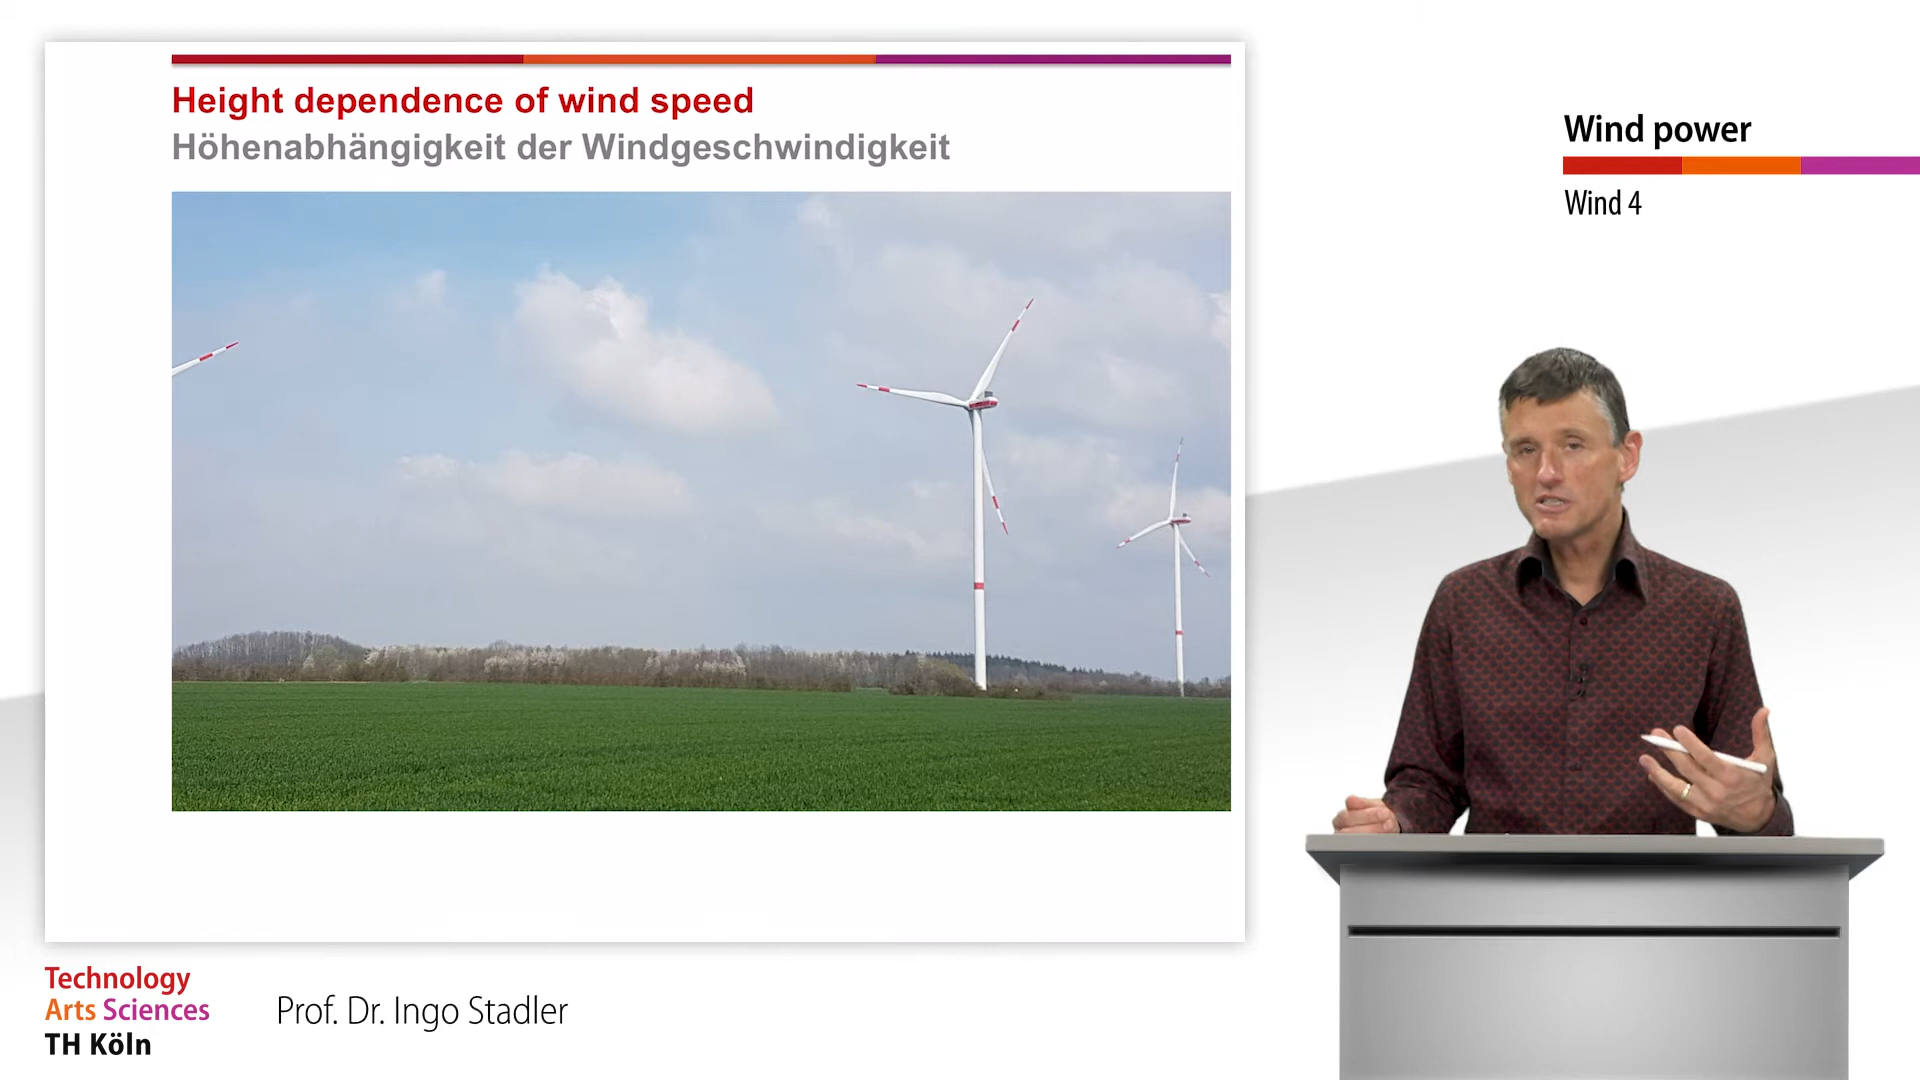 Height dependence of wind speed
Höhenabhängigkeit der Windgeschwindigkeit
Wind power
Wind 4
Technology
Arts Sciences
TH Köln
Prof. Dr. Ingo Stadler